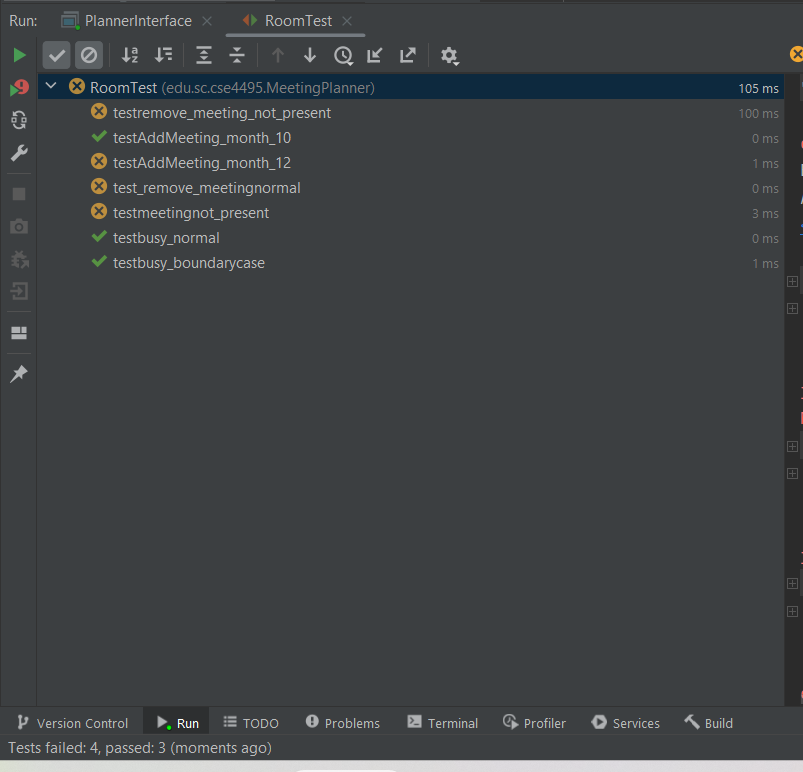 Run: PlannerInterface RoomTest
RoomTest (edu.sc.cse4495.MeetingPlanner) 105 ms
testremove_meeting_not_present 100 ms
testAddMeeting_month_10 0 ms
testAddMeeting_month_12 1 ms
test_remove_meetingnormal 0 ms
testmeetingnot_present 3 ms
testbusy_normal 0 ms
testbusy_boundarycase 1 ms
Version Control Run TODO Problems Terminal Profiler Services Build
Tests failed: 4, passed: 3 (moments ago)